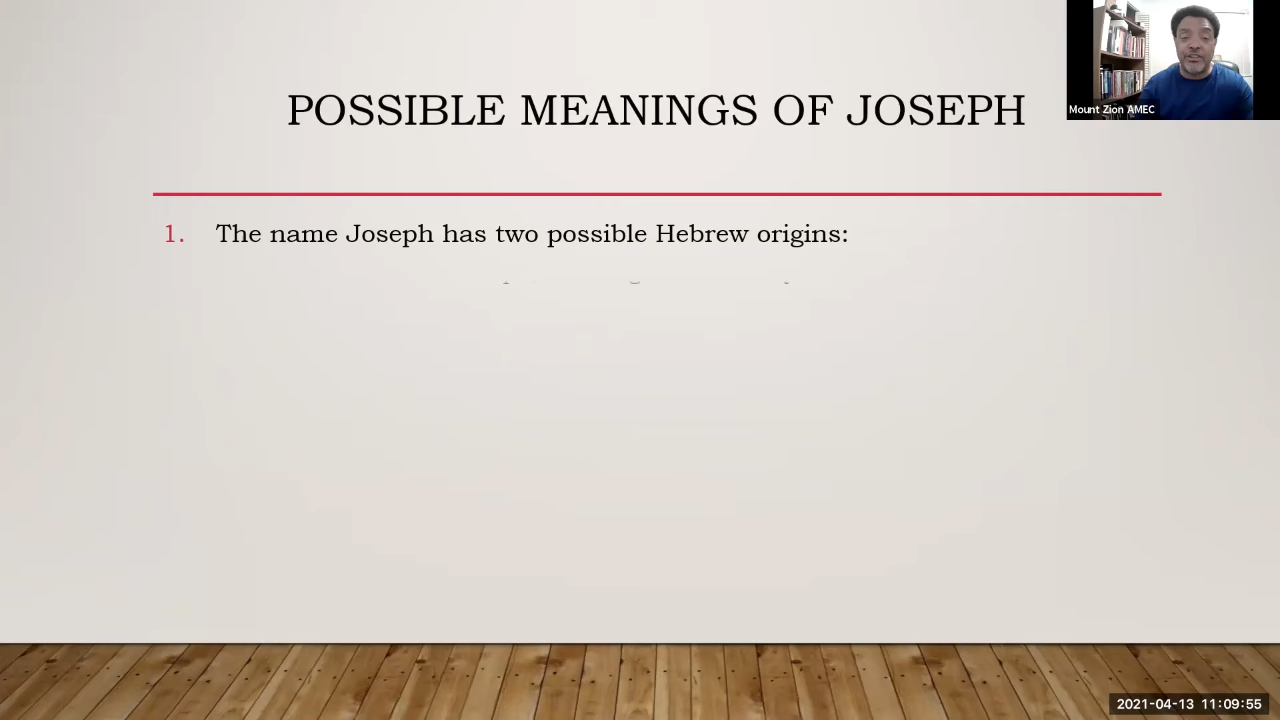 Mount Zion AMEC
POSSIBLE MEANINGS OF JOSEPH
1. The name Joseph has two possible Hebrew origins:
2021-04-13 11:09:55